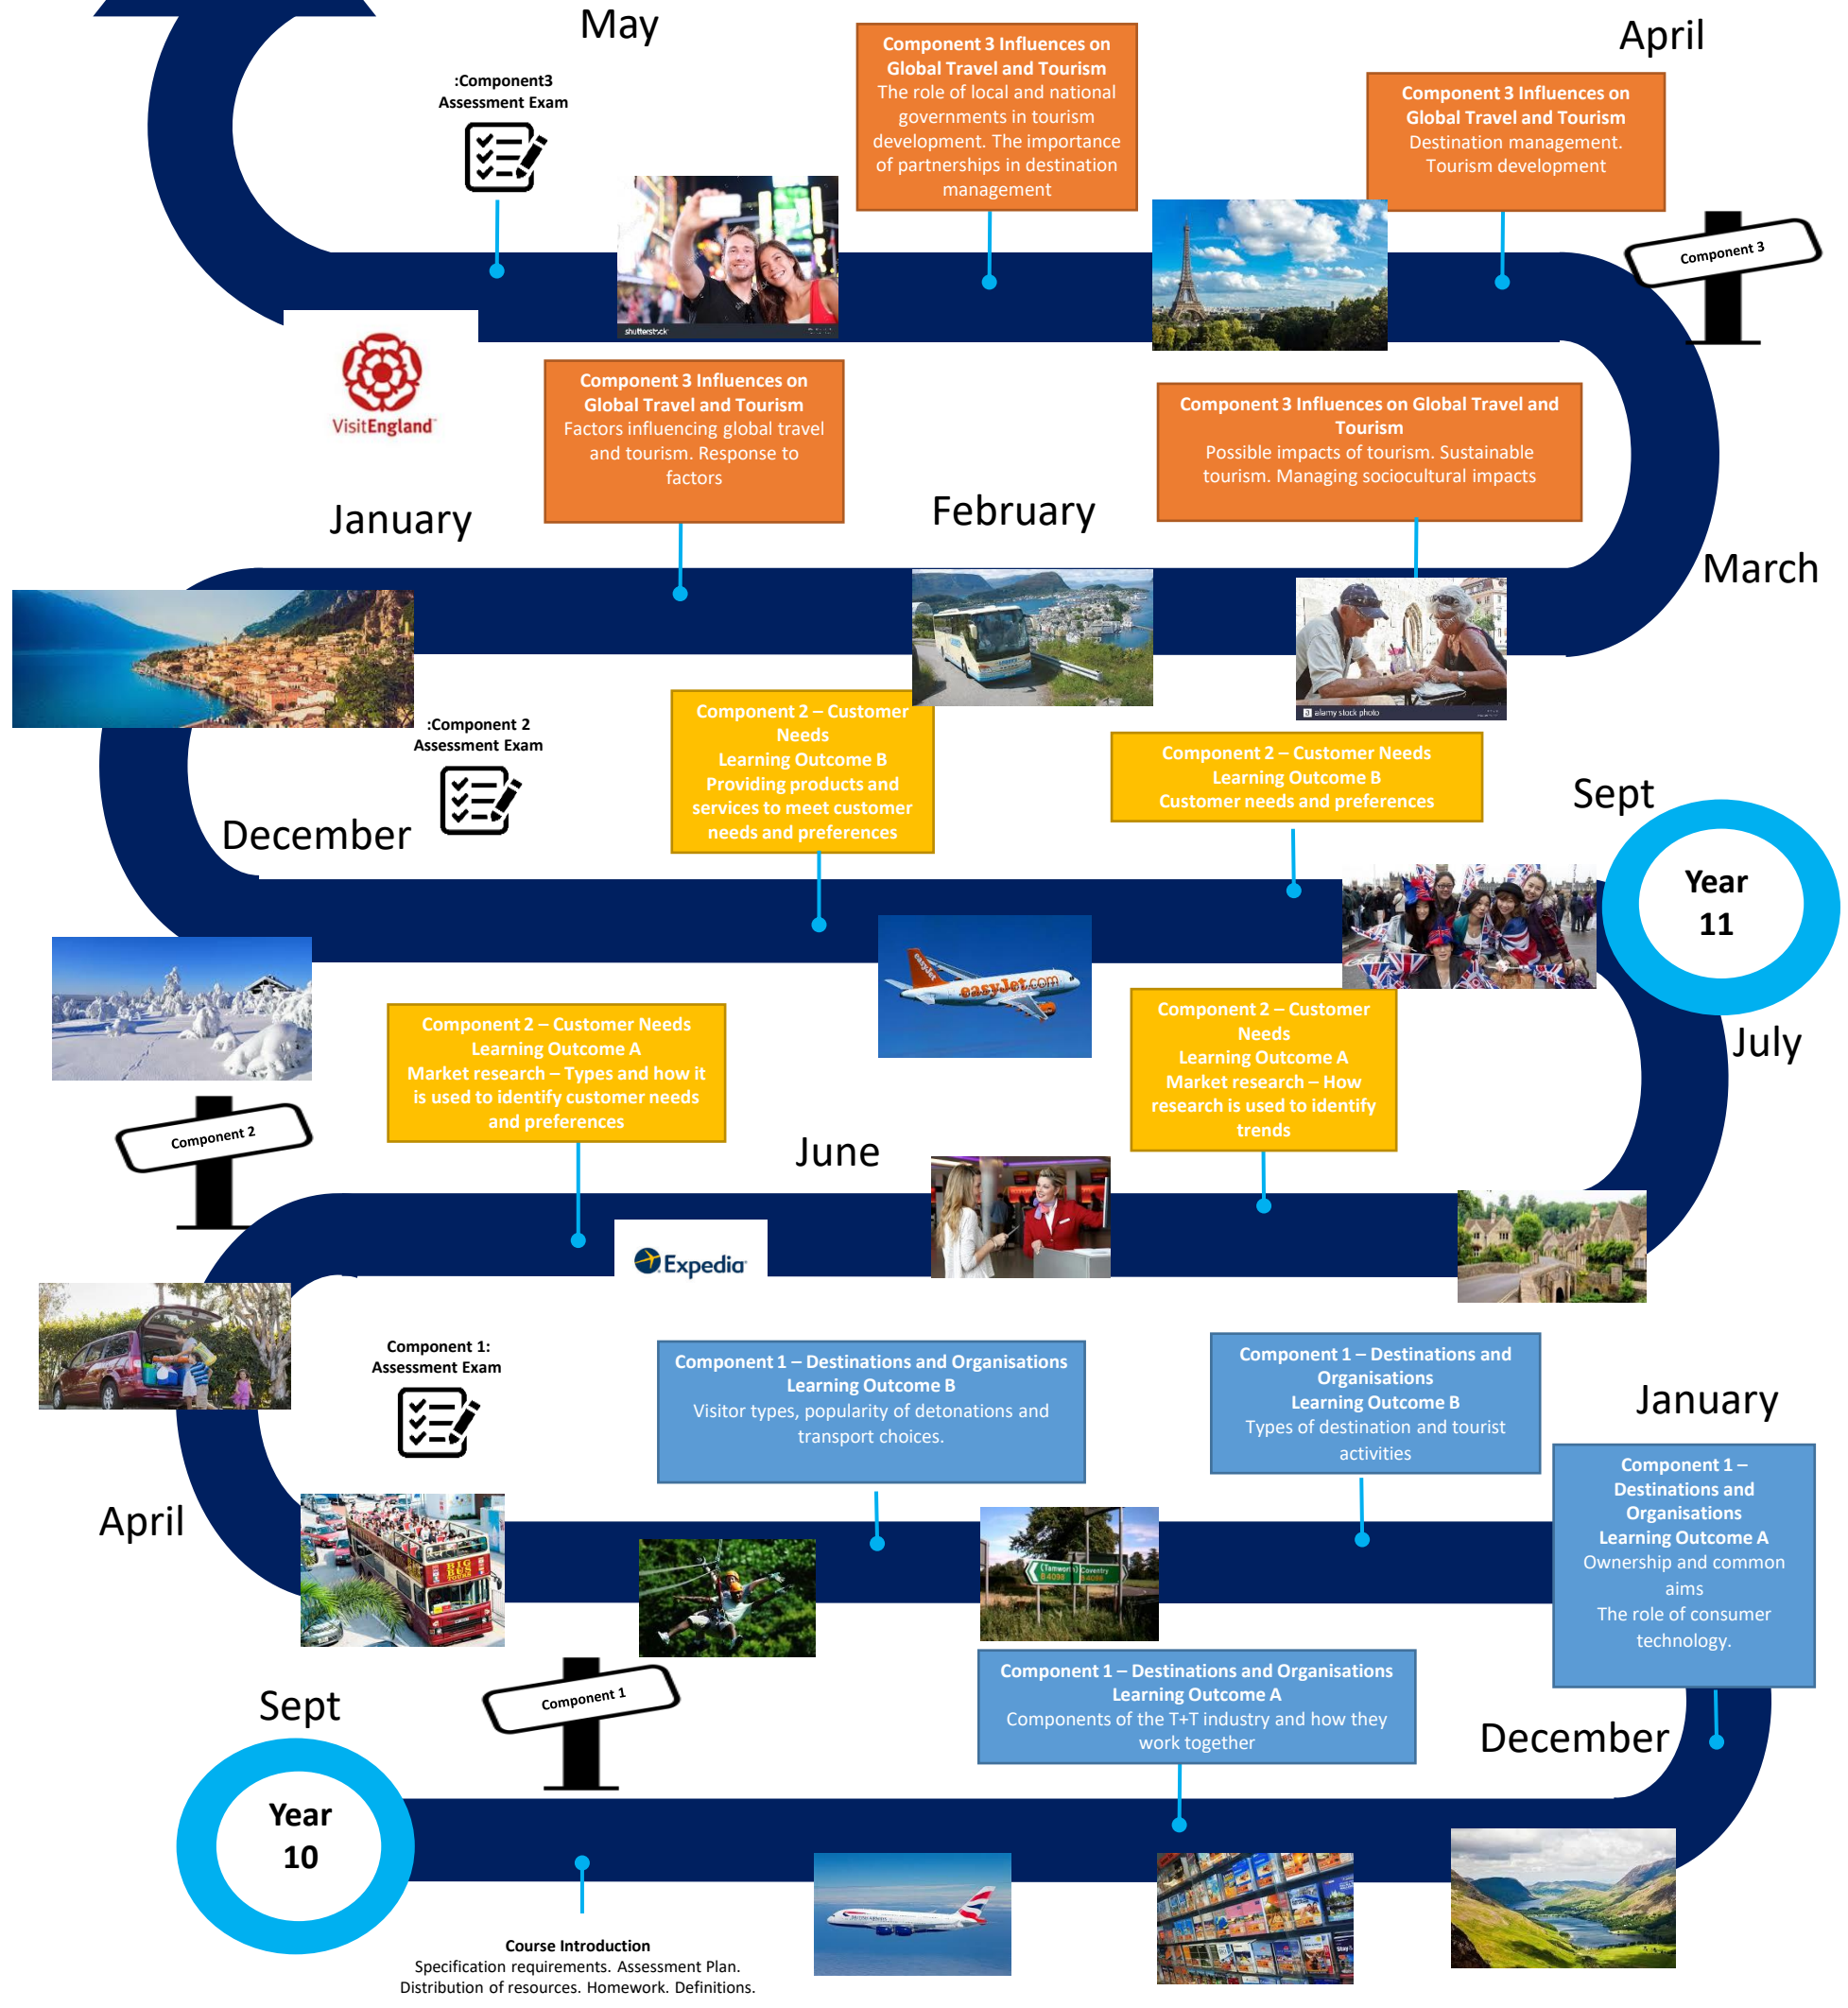 May
April
:Component3
Assessment Exam
Component 3 Influences on
Global Travel and Tourism
The role of local and national
governments in tourism
development. The importance
of partnerships in destination
management
Component 3 Influences on
Global Travel and Tourism
Destination management.
Tourism development
Component 3
shutterstock
VisitEngland
Component 3 Influences on
Global Travel and Tourism
Factors influencing global travel
and tourism. Response to
factors
Component 3 Influences on Global Travel and
Tourism
Possible impacts of tourism. Sustainable
tourism. Managing sociocultural impacts
January
February
March
alamy stock photo
:Component 2
Assessment Exam
Component 2 – Customer
Needs
Learning Outcome B
Providing products and
services to meet customer
needs and preferences
Component 2 – Customer Needs
Learning Outcome B
Customer needs and preferences
Sept
December
Year
11
easyJet
easyJet.com
July
Component 2 – Customer Needs
Learning Outcome A
Market research – Types and how it
is used to identify customer needs
and preferences
Component 2 – Customer
Needs
Learning Outcome A
Market research – How
research is used to identify
trends
Component 2
June
Expedia
Component 1:
Assessment Exam
Component 1 – Destinations and Organisations
Learning Outcome B
Visitor types, popularity of detonations and
transport choices.
Component 1 – Destinations and
Organisations
Learning Outcome B
Types of destination and tourist
activities
January
Component 1 –
Destinations and
Organisations
Learning Outcome A
Ownership and common
aims
The role of consumer
technology.
April
BIG
BUS
TOURS
(Tamworth) Coventry
B4098 B4098
Component 1 – Destinations and Organisations
Learning Outcome A
Components of the T+T industry and how they
work together
Sept
Component 1
December
Year
10
Course Introduction
Specification requirements. Assessment Plan.
Distribution of resources. Homework. Definitions.